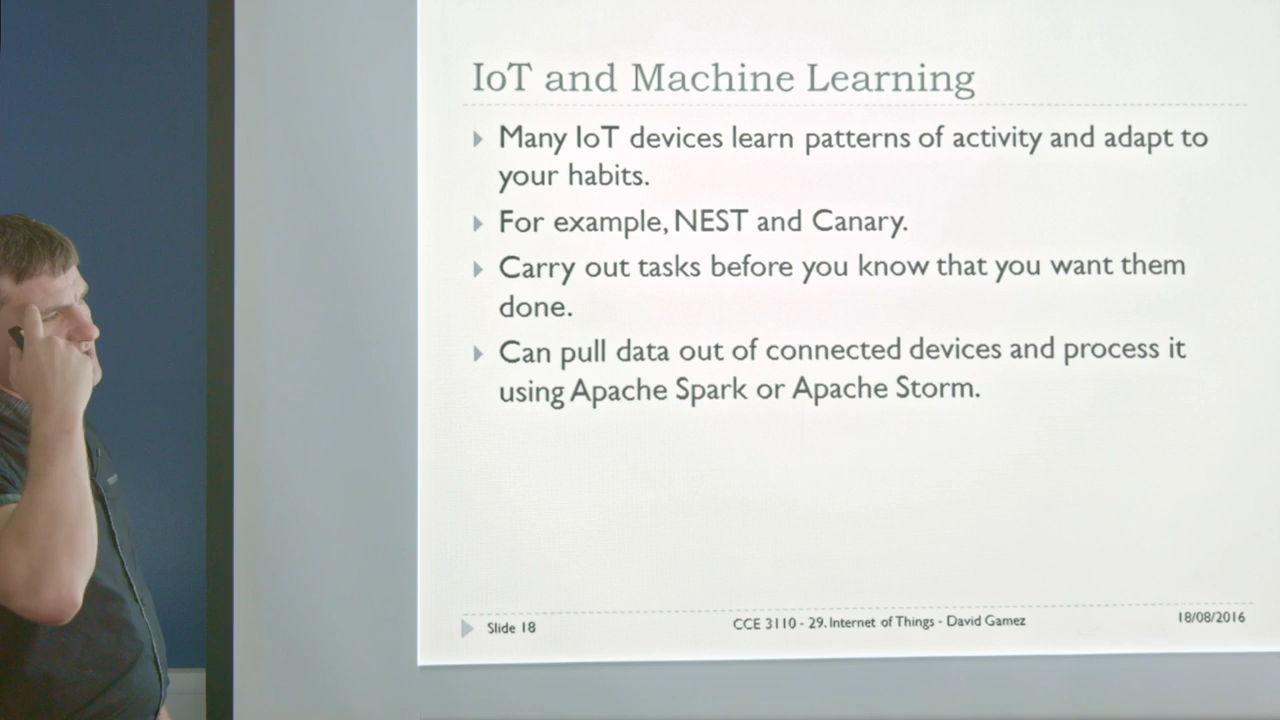 IoT and Machine Learning
Many IoT devices learn patterns of activity and adapt to
your habits.
For example, NEST and Canary.
Carry out tasks before you know that you want them
done.
Can pull data out of connected devices and process it
using Apache Spark or Apache Storm.
Slide 18 CCE 3110 - 29. Internet of Things - David Gamez 18/08/2016